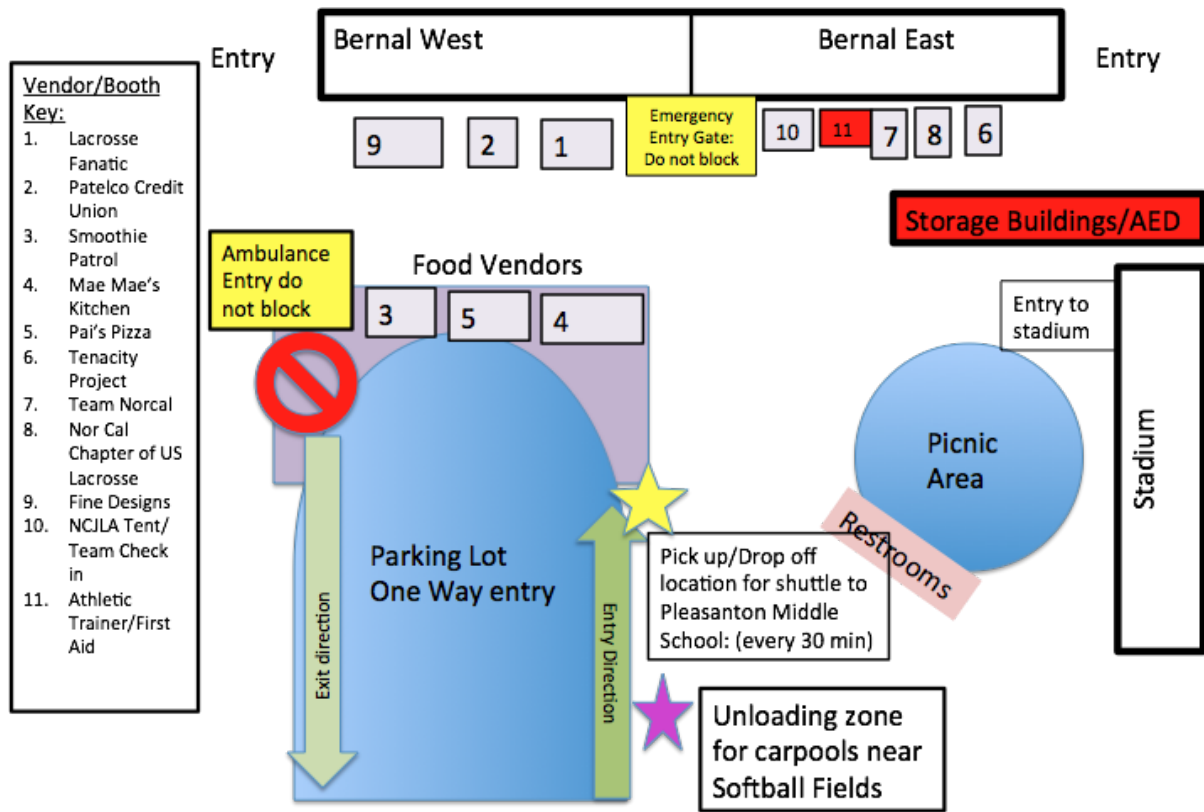 Entry
Bernal West
Bernal East
Entry
Vendor/Booth
Key:
1. Lacrosse
Fanatic
2. Patelco Credit
Union
3. Smoothie
Patrol
4. Mae Mae's
Kitchen
5. Pai's Pizza
6. Tenacity
Project
7. Team Norcal
8. Nor Cal
Chapter of US
Lacrosse
9. Fine Designs
10. NCJLA Tent/
Team Check
in
11. Athletic
Trainer/First
Aid
9
2
1
Emergency
Entry Gate:
Do not block
10
11
7
8
6
Storage Buildings/AED
Ambulance
Entry do
not block
Food Vendors
3
5
4
Entry to
stadium
Stadium
Picnic
Area
Restrooms
Parking Lot
One Way entry
Exit direction
Entry Direction
Pick up/Drop off
location for shuttle to
Pleasanton Middle
School: (every 30 min)
Unloading zone
for carpools near
Softball Fields